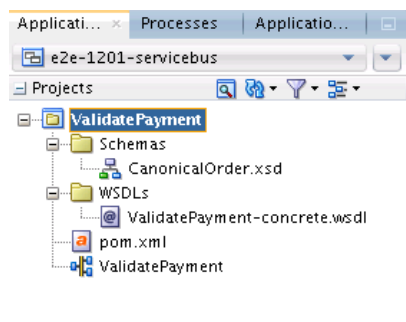 Applicati... Processes Applicatio...
e2e-1201-servicebus
Projects
ValidatePayment
Schemas
CanonicalOrder.xsd
WSDLs
ValidatePayment-concrete.wsdl
pom.xml
ValidatePayment